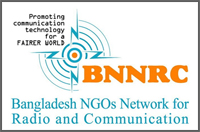 Promoting
communication
technology
for a
FAIRER WORLD
BNNRC
Bangladesh NGOs Network for
Radio and Communication